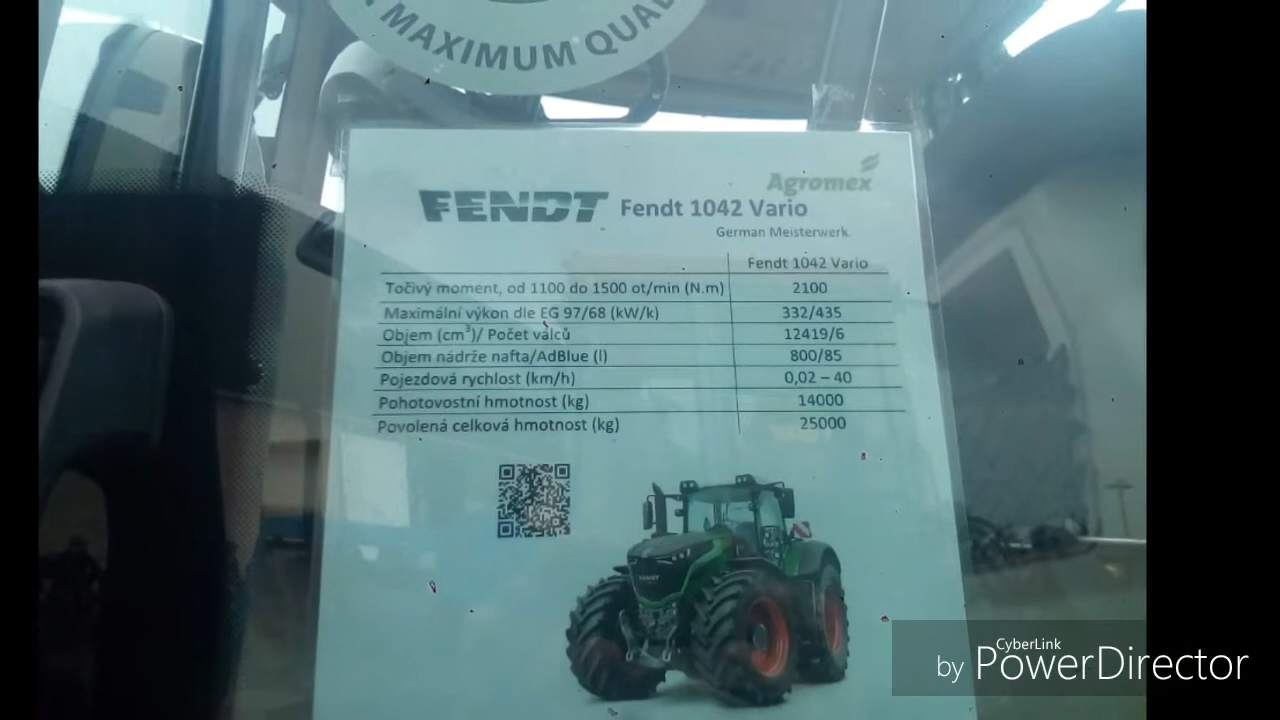 MAXIMUM
FENDT Fendt 1042 Vario
Agromex
German Meisterwerk
Fendt 1042 Vario
Točivý moment, od 1100 do 1500 ot/min (N.m) 2100
Maximální výkon dle EG 97/68 (kW/k) 332/435
Objem (cm³)/ Počet válců 12419/6
Objem nádrže nafta/AdBlue (l) 800/85
Pojezdová rychlost (km/h) 0,02 – 40
Pohotovostní hmotnost (kg) 14000
Povolená celková hmotnost (kg) 25000
FENDT
by CyberLink PowerDirector